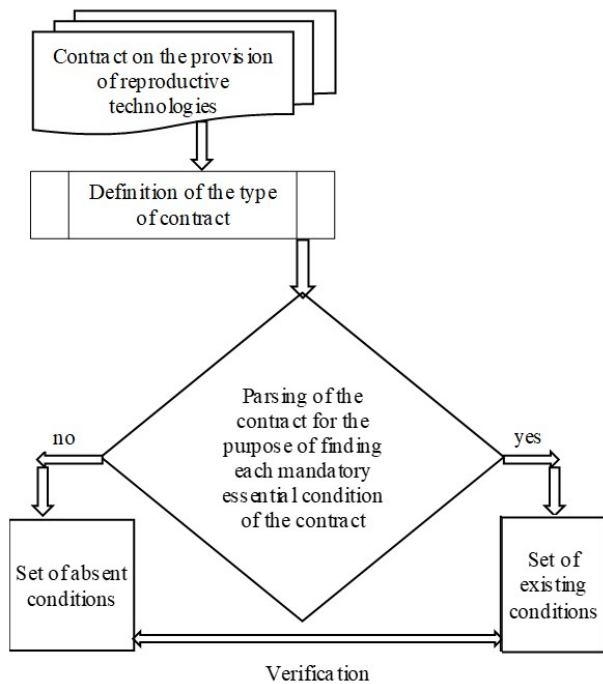 Contract on the provision
of reproductive
technologies
Definition of the type
of contract
Parsing of the
contract for the
purpose of finding
each mandatory
essential condition
of the contract
no
yes
Set of absent
conditions
Set of
existing
conditions
Verification